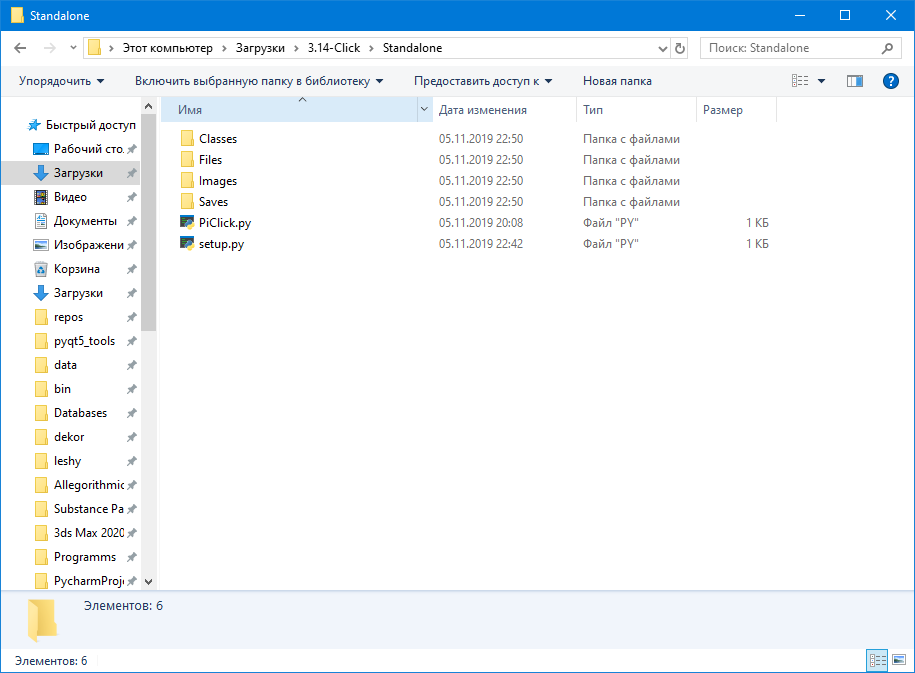 Standalone
Этот компьютер Загрузки 3.14-Click Standalone
Поиск: Standalone
Упорядочить Включить выбранную папку в библиотеку Предоставить доступ к Новая папка
Имя Дата изменения Тип Размер
Быстрый доступ
Рабочий сто.
Загрузки
Видео
Документы
Изображени
Корзина
Загрузки
repos
pyqt5_tools
data
bin
Databases
dekor
leshy
Allegorithmic
Substance Pa
3ds Max 2020
Programms
PycharmProje
Classes 05.11.2019 22:50 Папка с файлами
Files 05.11.2019 22:50 Папка с файлами
Images 05.11.2019 22:50 Папка с файлами
Saves 05.11.2019 22:50 Папка с файлами
PiClick.py 05.11.2019 20:08 Файл "PY" 1 КБ
setup.py 05.11.2019 22:42 Файл "PY" 1 КБ
Элементов: 6
Элементов: 6